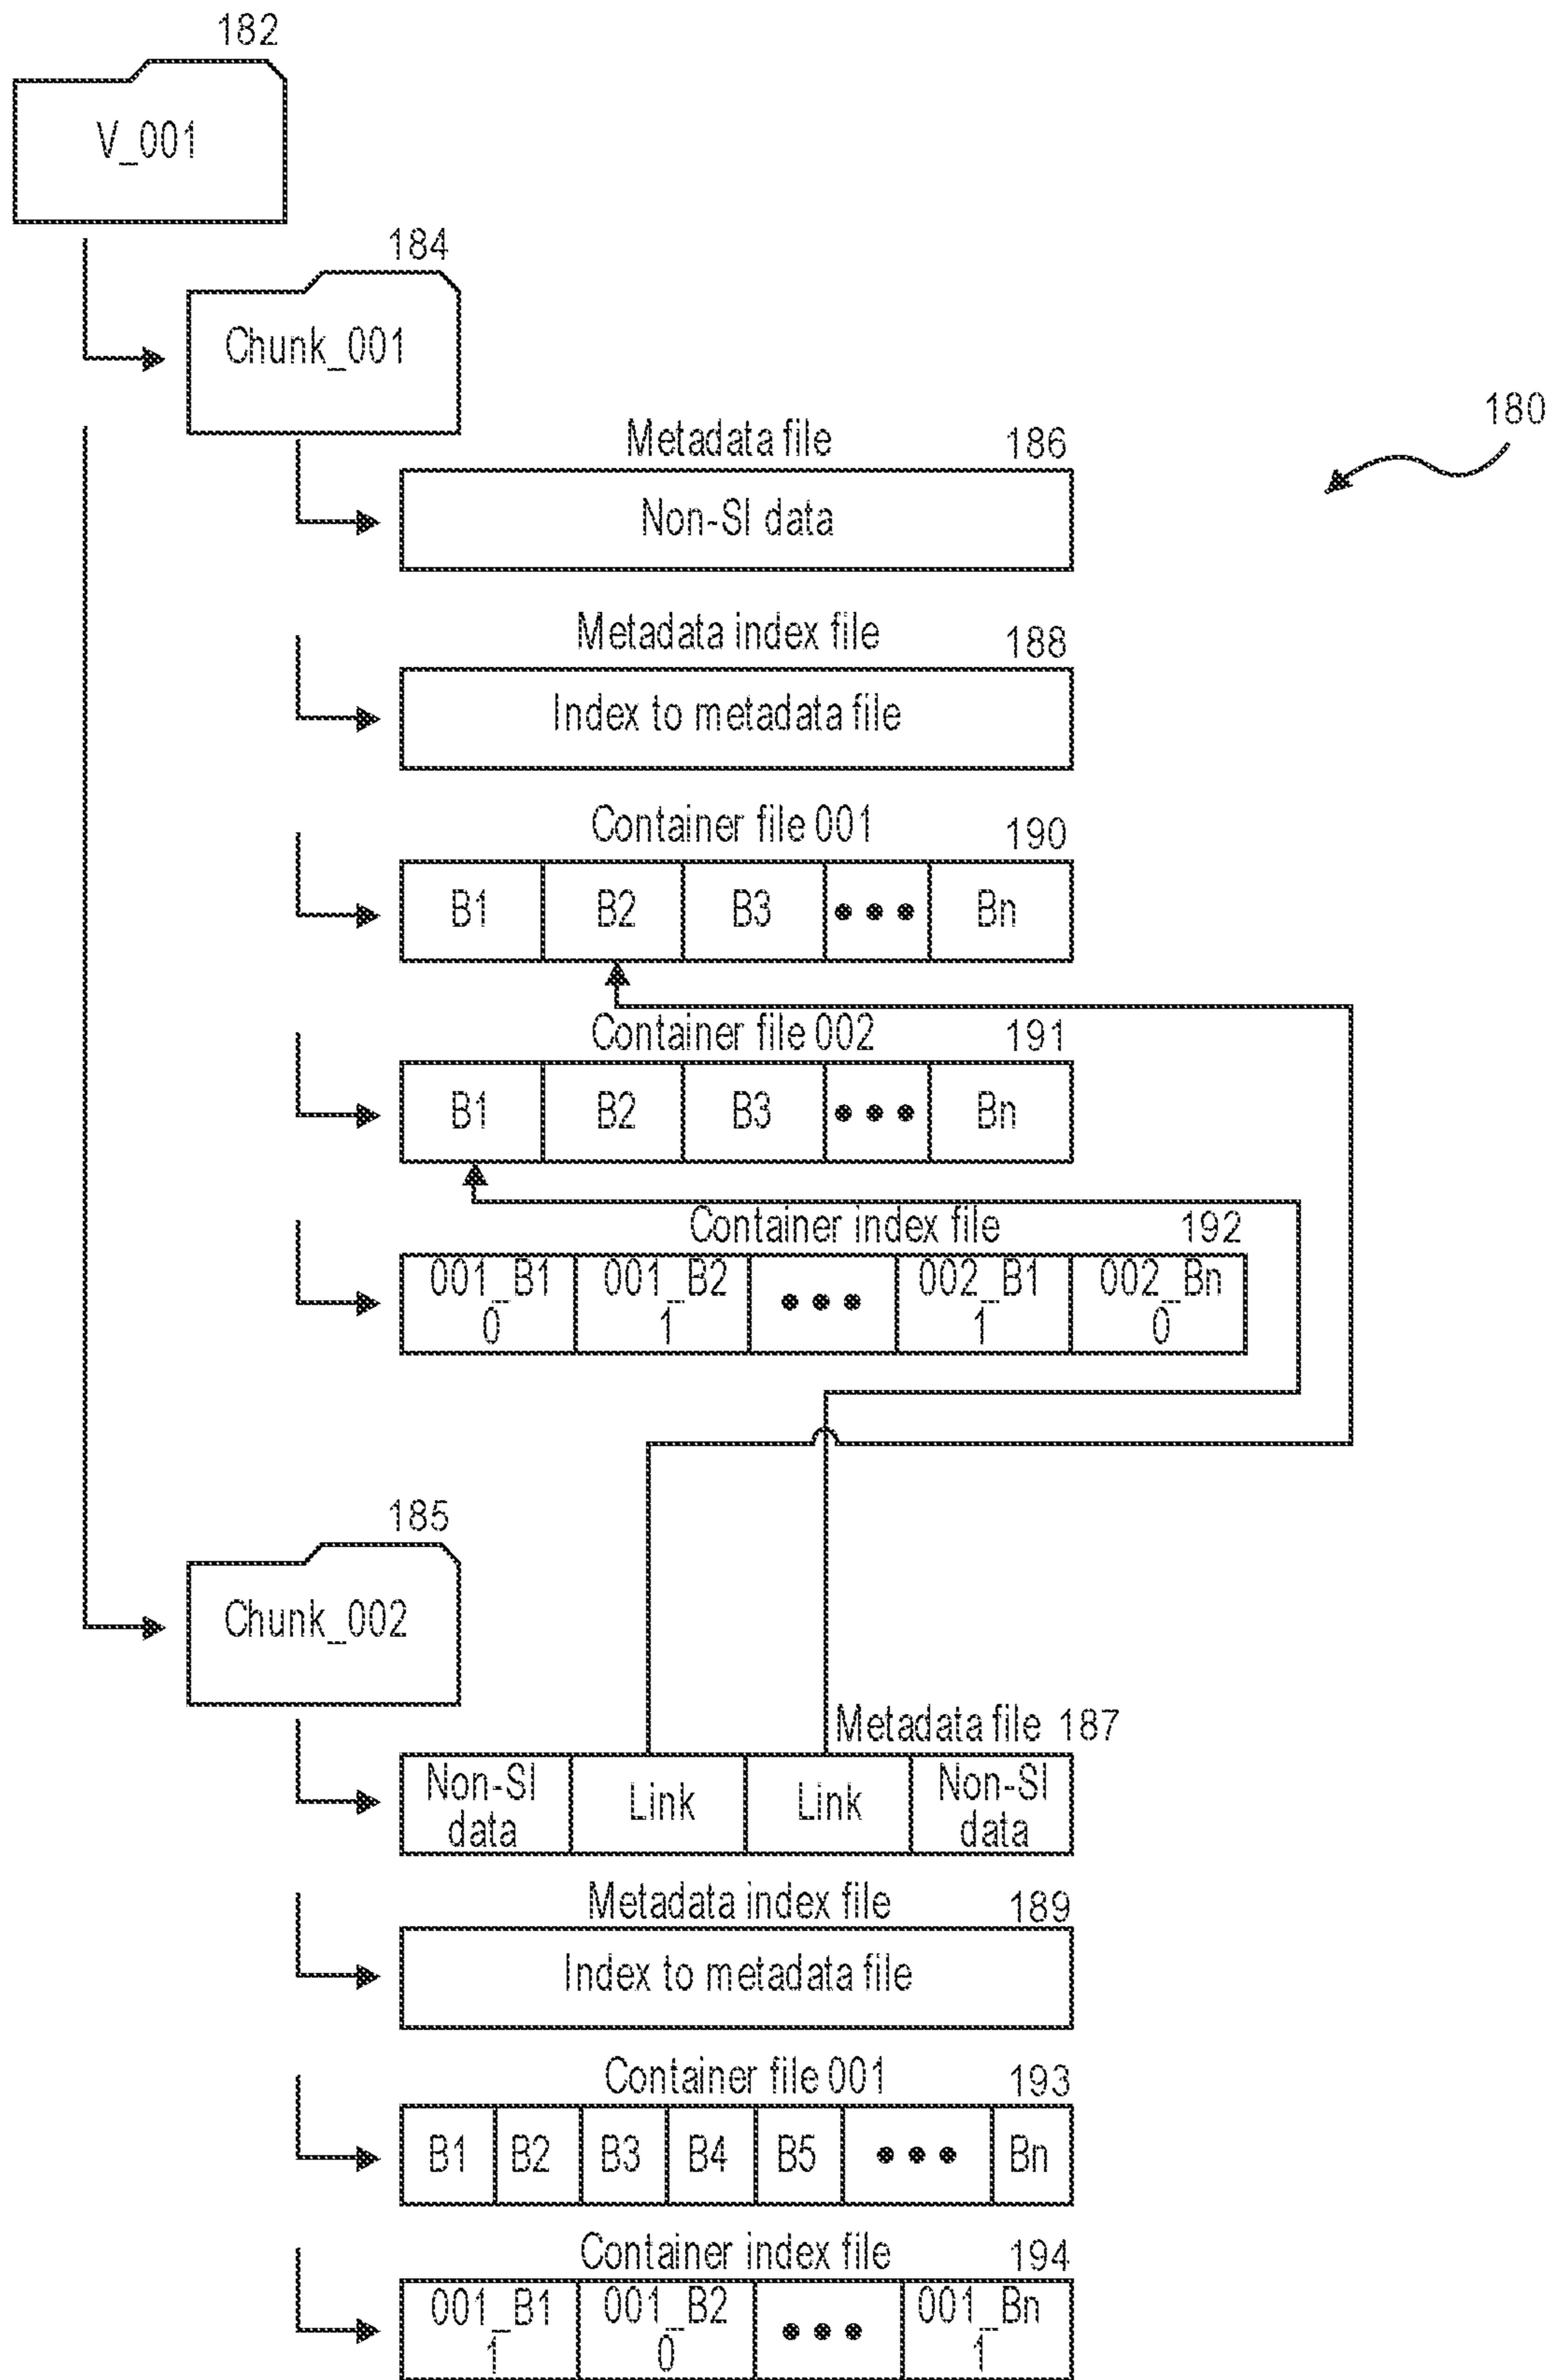 182
V_001
184
Chunk_001
180
Metadata file 186
Non-SI data
Metadata index file 188
Index to metadata file
Container file 001 190
B1 B2 B3 ••• Bn
Container file 002 191
B1 B2 B3 ••• Bn
Container index file 192
001_B1 001_B2 ••• 002_B1 002_Bn
0 1 1 0
185
Chunk_002
Metadata file 187
Non-SI Link Link Non-SI
data data
Metadata index file 189
Index to metadata file
Container file 001 193
B1 B2 B3 B4 B5 ••• Bn
Container index file 194
001_B1 001_B2 ••• 001_Bn
1 0 1